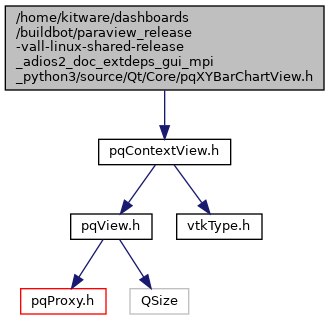 /home/kitware/dashboards
/buildbot/paraview_release
-vall-linux-shared-release
_adios2_doc_extdeps_gui_mpi
_python3/source/Qt/Core/pqXYBarChartView.h
pqContextView.h
pqView.h
vtkType.h
pqProxy.h
QSize